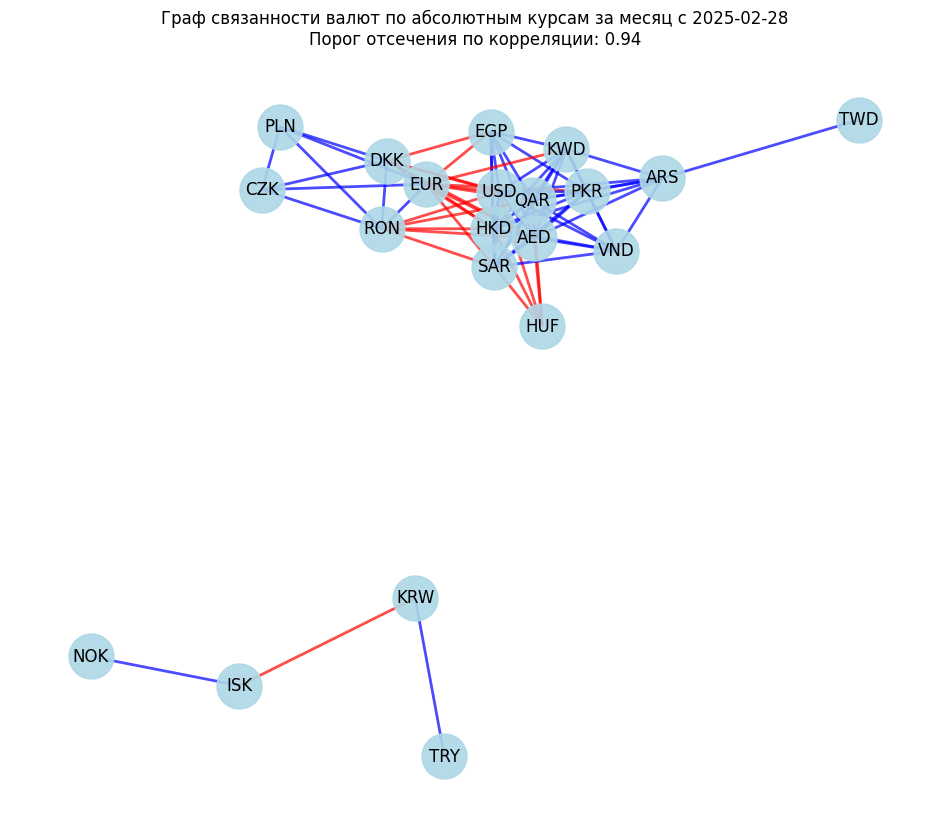 Граф связанности валют по абсолютным курсам за месяц с 2025-02-28
Порог отсечения по корреляции: 0.94
TWD
PLN
EGP
KWD
DKK
ARS
EUR
CZK
USD
PKR
QAR
RON
HKD
AED
VND
SAR
HUF
KRW
NOK
ISK
TRY